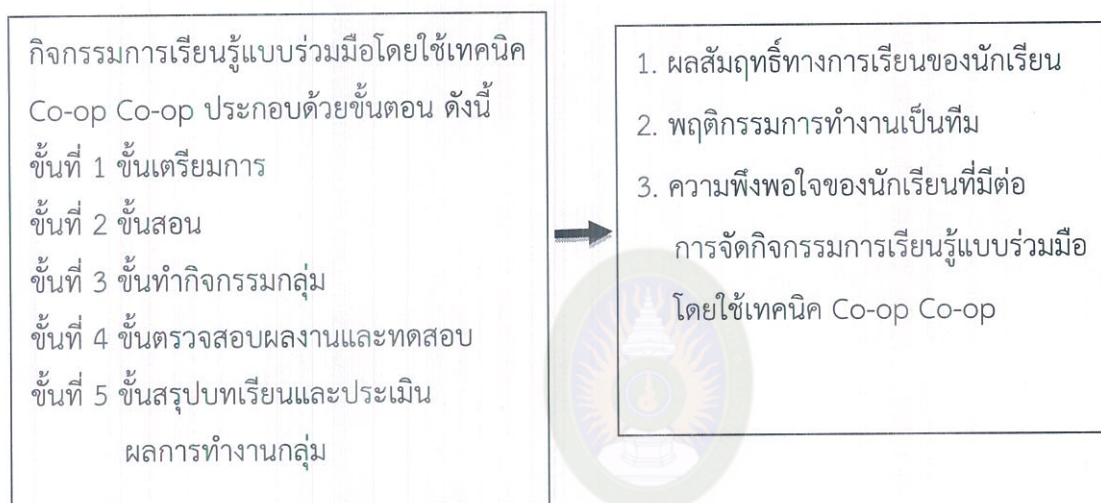 กิจกรรมการเรียนรู้แบบร่วมมือโดยใช้เทคนิค
Co-op Co-op ประกอบด้วยขั้นตอน ดังนี้
ขั้นที่ 1 ขั้นเตรียมการ
ขั้นที่ 2 ขั้นสอน
ขั้นที่ 3 ขั้นทำกิจกรรมกลุ่ม
ขั้นที่ 4 ขั้นตรวจสอบผลงานและทดสอบ
ขั้นที่ 5 ขั้นสรุปบทเรียนและประเมิน
ผลการทำงานกลุ่ม
1. ผลสัมฤทธิ์ทางการเรียนของนักเรียน
2. พฤติกรรมการทำงานเป็นทีม
3. ความพึงพอใจของนักเรียนที่มีต่อ
การจัดกิจกรรมการเรียนรู้แบบร่วมมือ
โดยใช้เทคนิค Co-op Co-op